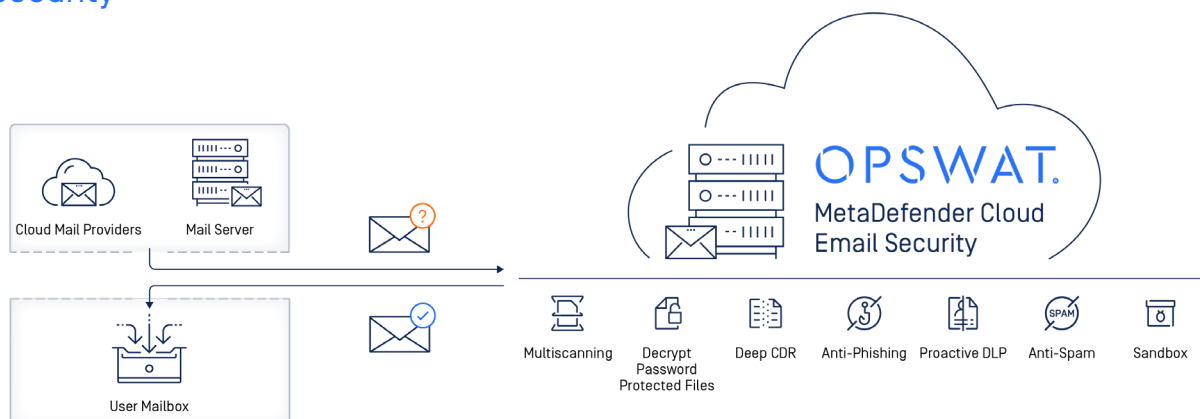 Security
OPSWAT.
MetaDefender Cloud
Email Security
Cloud Mail Providers
Mail Server
?
User Mailbox
Multiscanning
Decrypt
Password
Protected Files
Deep CDR
Anti-Phishing
Proactive DLP
SPAM
Anti-Spam
Sandbox